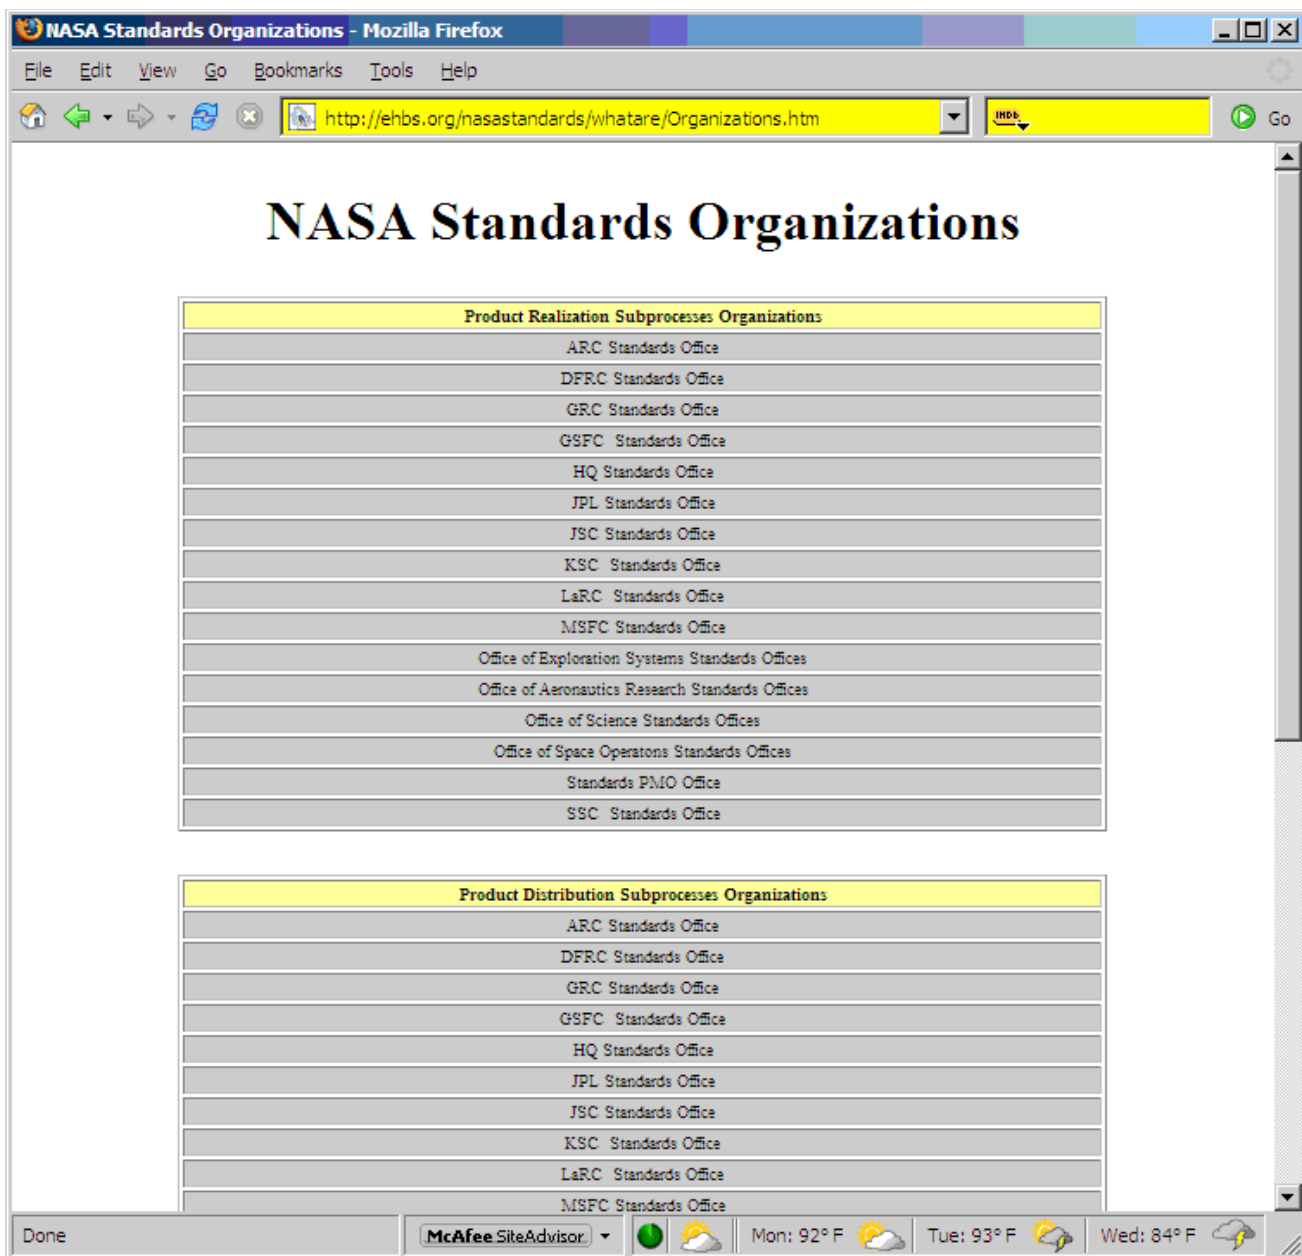 NASA Standards Organizations - Mozilla Firefox
File Edit View Go Bookmarks Tools Help
http://ehbs.org/nasastandards/whatare/Organizations.htm IMDb Go
NASA Standards Organizations
Product Realization Subprocesses Organizations
ARC Standards Office
DFRC Standards Office
GRC Standards Office
GSFC Standards Office
HQ Standards Office
JPL Standards Office
JSC Standards Office
KSC Standards Office
LaRC Standards Office
MSFC Standards Office
Office of Exploration Systems Standards Offices
Office of Aeronautics Research Standards Offices
Office of Science Standards Offices
Office of Space Operatons Standards Offices
Standards PMO Office
SSC Standards Office
Product Distribution Subprocesses Organizations
ARC Standards Office
DFRC Standards Office
GRC Standards Office
GSFC Standards Office
HQ Standards Office
JPL Standards Office
JSC Standards Office
KSC Standards Office
LaRC Standards Office
MSFC Standards Office
Done McAfee SiteAdvisor Mon: 92° F Tue: 93° F Wed: 84° F